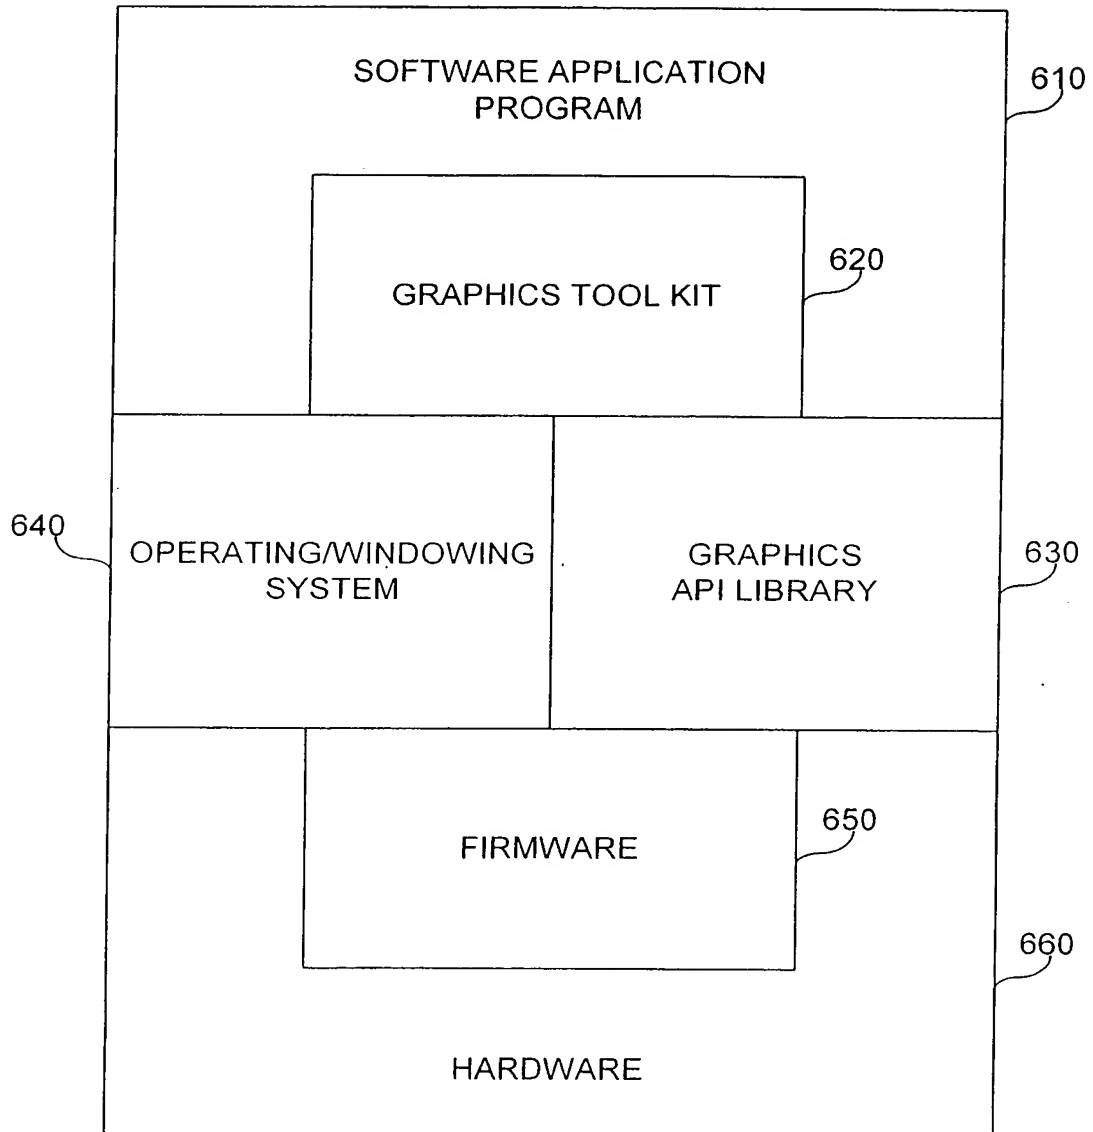 SOFTWARE APPLICATION
PROGRAM
610
GRAPHICS TOOL KIT
620
640
OPERATING/WINDOWING
SYSTEM
GRAPHICS
API LIBRARY
630
FIRMWARE
650
660
HARDWARE